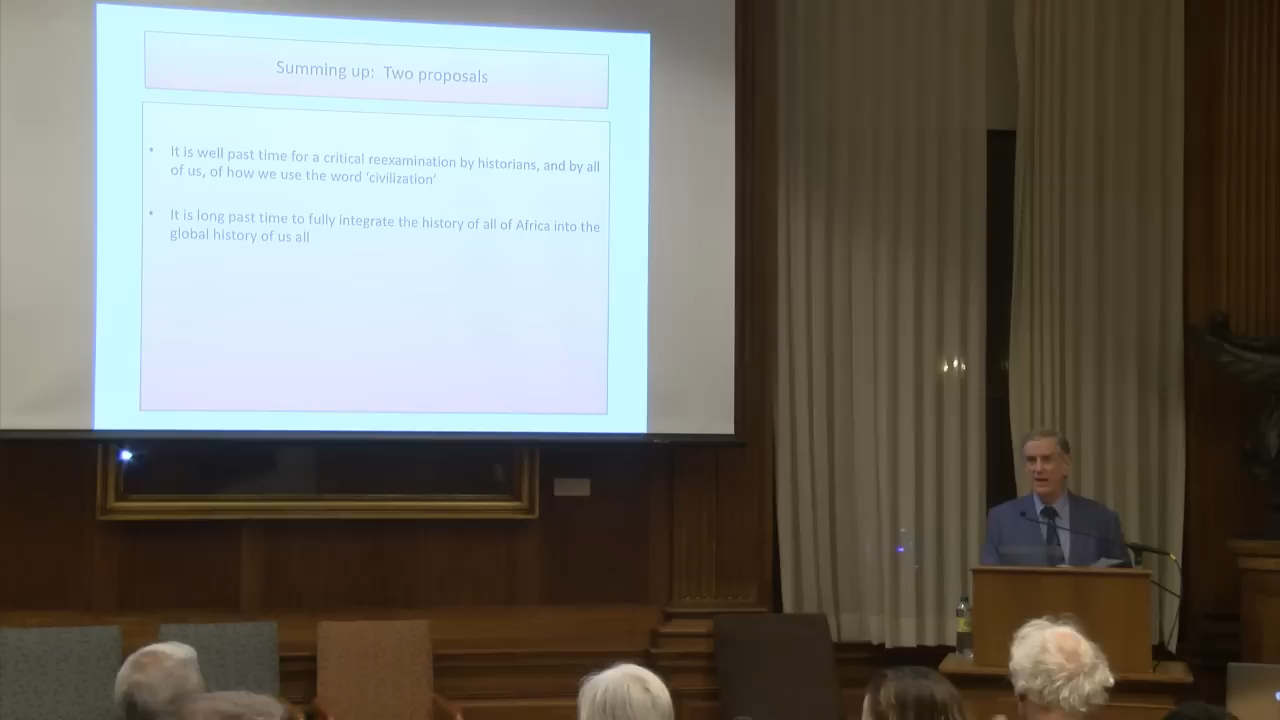 Summing up:  Two proposals
• It is well past time for a critical reexamination by historians, and by all
of us, of how we use the word ‘civilization’
• It is long past time to fully integrate the history of all of Africa into the
global history of us all